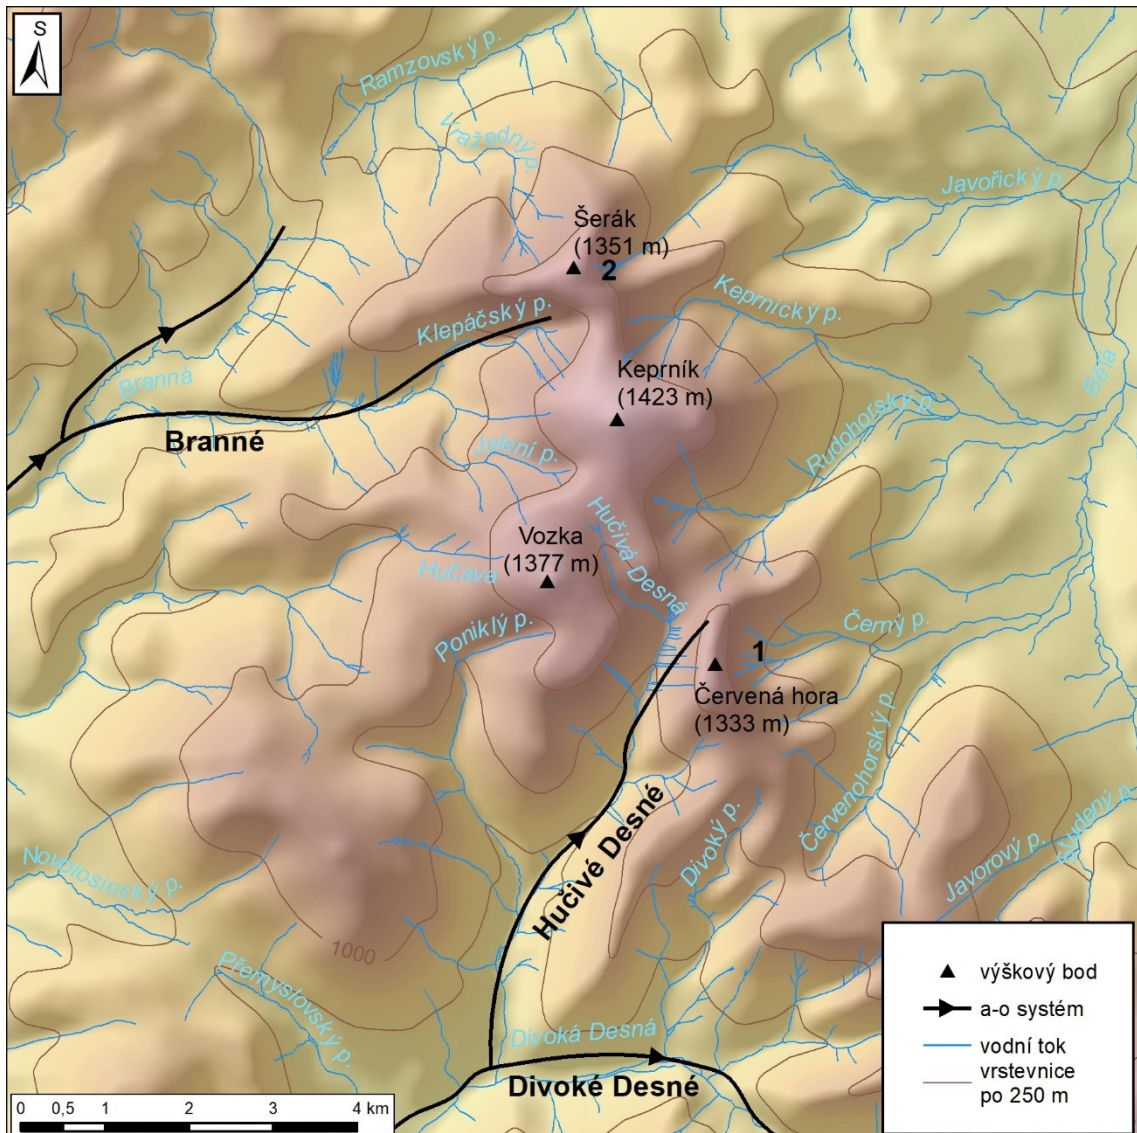 S
Ramzovský p.
Vražedný p.
Javořický p.
Šerák
(1351 m)
2
Keprnický p.
Klepáčský p.
Branná
Branné
Keprník
(1423 m)
Bělá
Rudohorský p.
Jelení p.
Hučivá Desná
Vozka
(1377 m)
Hučava
Poniklý p.
Černý p.
1
Červená hora
(1333 m)
Červenohorský p.
Hučivé Desné
Divoký p.
Studený p.
Javorový p.
Novolosinský p.
1000
Přemyslovský p.
Divoká Desná
Divoké Desné
výškový bod
a-o systém
vodní tok
vrstevnice
po 250 m
0 0,5 1 2 3 4 km